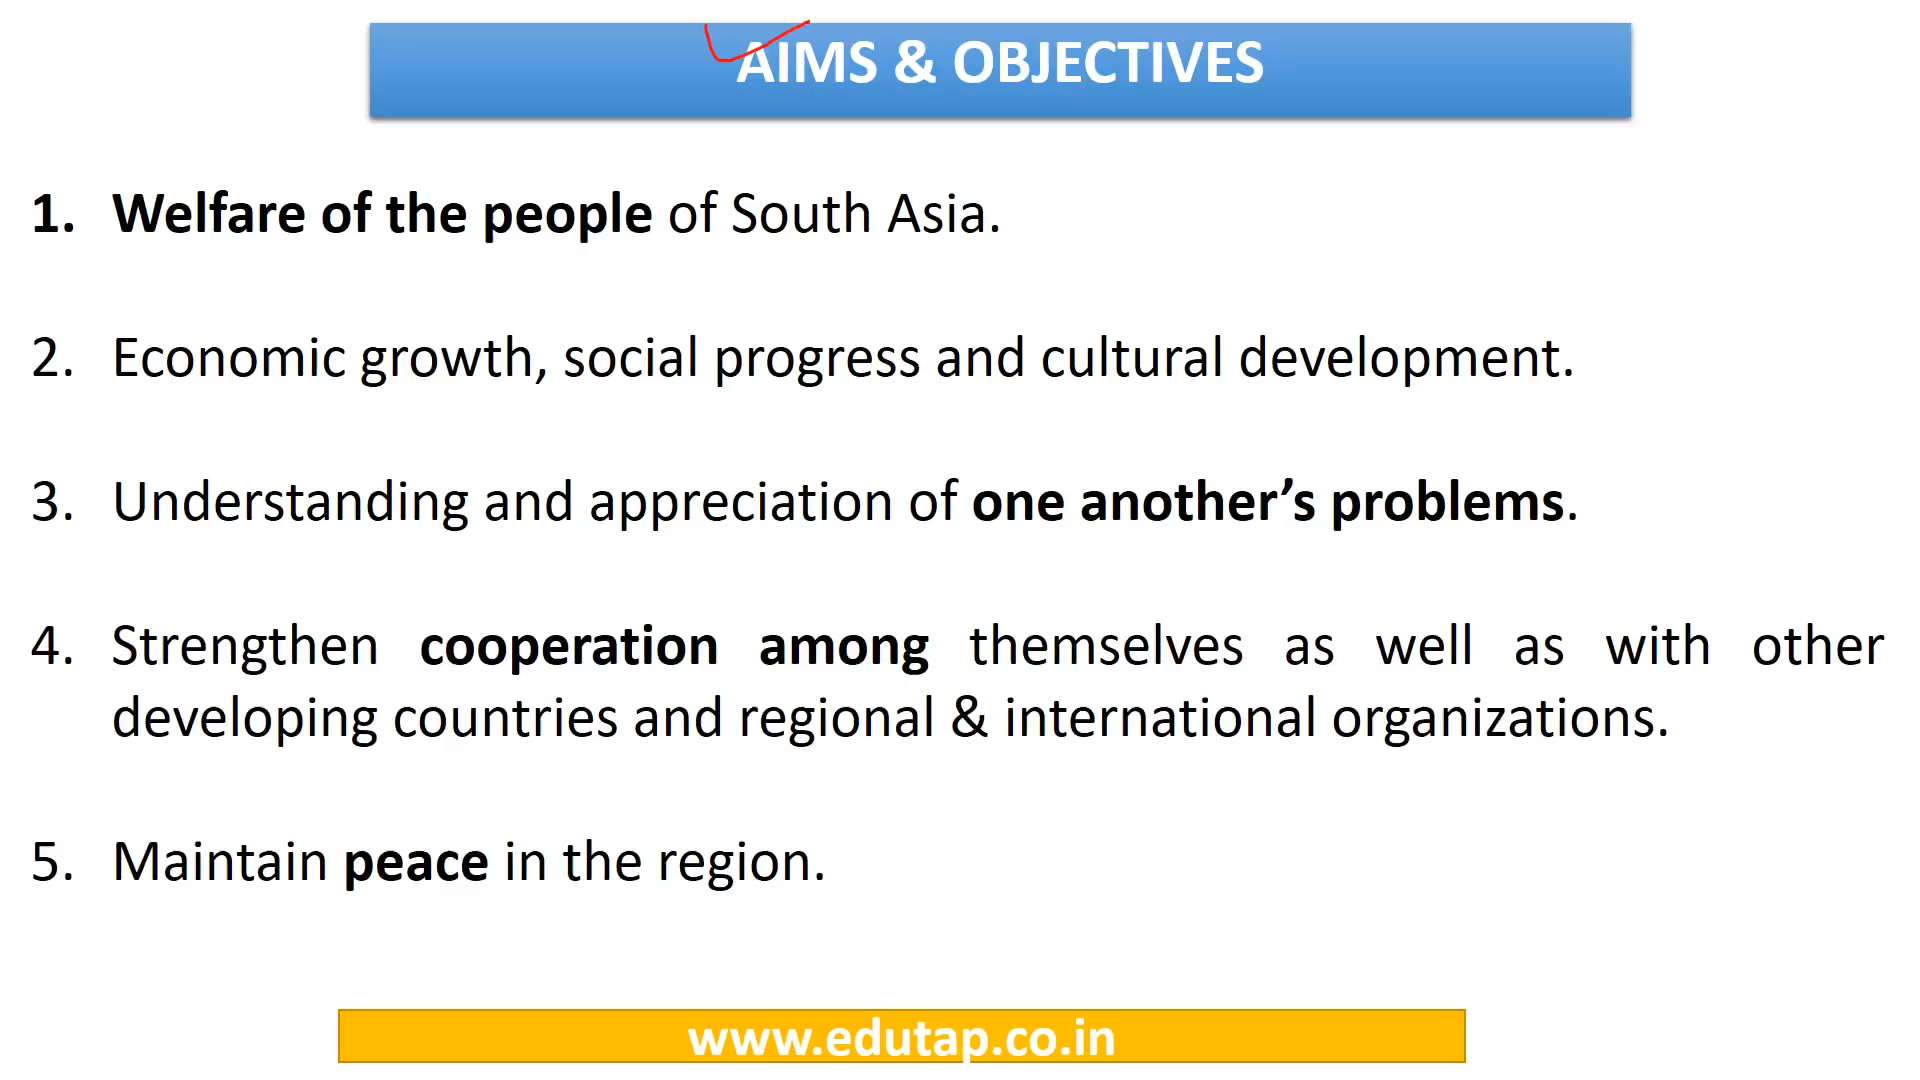 AIMS & OBJECTIVES
1. Welfare of the people of South Asia.
2. Economic growth, social progress and cultural development.
3. Understanding and appreciation of one another’s problems.
4. Strengthen cooperation among themselves as well as with other
developing countries and regional & international organizations.
5. Maintain peace in the region.
www.edutap.co.in